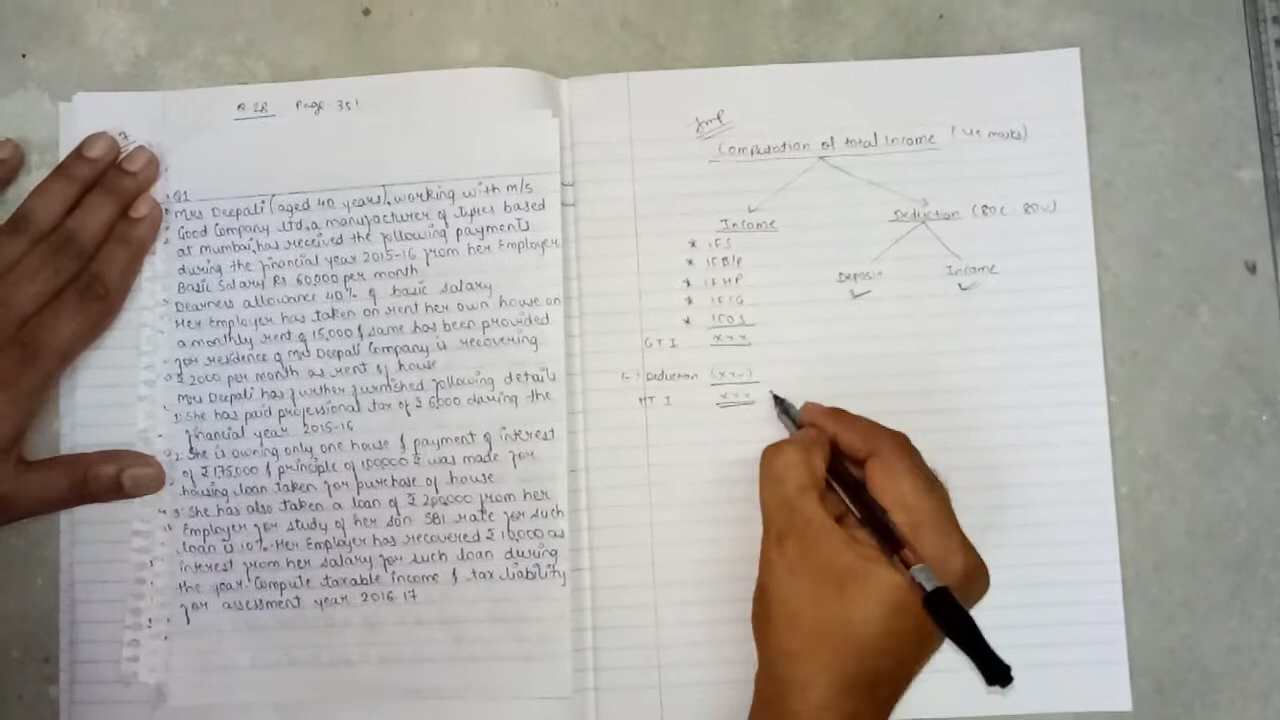 Q.28 Page 351
7
Q1
Mrs Deepali (aged 40 years), working with m/s
Good Company Ltd, a manufacturer of Tyres based
at mumbai, has received the following payments
during the financial year 2015-16 from her Employer
Basic Salary Rs 60,000 per month
Dearness allowance 40% of basic salary
Her Employer has taken on rent her own house on
a monthly rent of 15,000 & same has been provided
for residence of Mrs Deepali Company is recovering
₹ 2000 per month as rent of house
Mrs Deepali has further furnished following details
1. She has paid professional tax of ₹ 6000 during the
financial year 2015-16
2. She is owning only one house & payment of interest
of ₹ 175,000 & principle of 100000 ₹ was made for
housing loan taken for purchase of house
3. She has also taken a loan of ₹ 200000 from her
Employer for study of her son SBI rate for such
loan is 10%. Her Employer has recovered ₹ 10,000 as
interest from her salary for such loan during
the year. Compute taxable income & tax liability
for assessment year 2016-17
Imp
Computation of total Income ( marks)
Income
* IFS
* IFB/P
* IFHP
* IFCG
* IFOS
GTI xxx
(-) Deduction (xxx)
TI xxx
Deduction (80C - 80U)
Deposit
Income